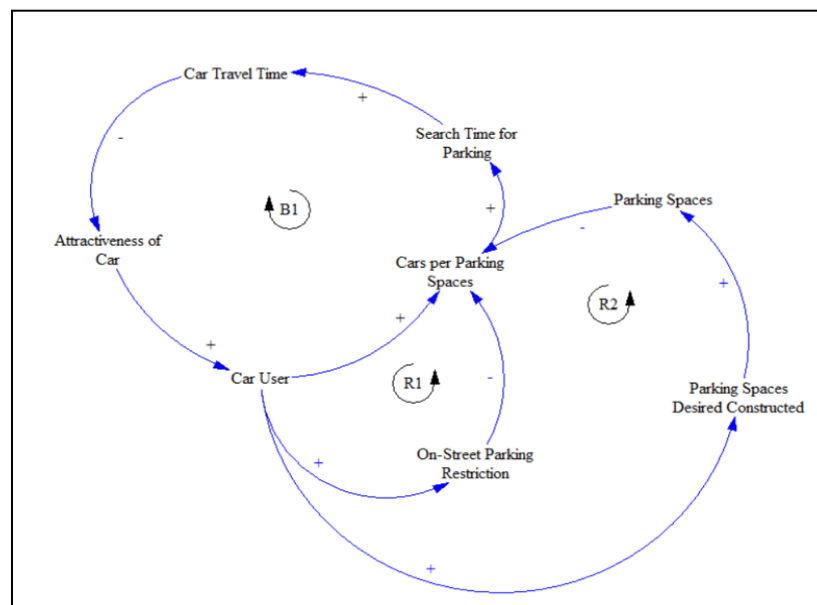 Car Travel Time
+
Search Time for
Parking
-
+
Parking Spaces
B1
-
Attractiveness of
Car
Cars per Parking
Spaces
+
R2
+
+
Car User
R1
-
Parking Spaces
Desired Constructed
On-Street Parking
Restriction
+
+